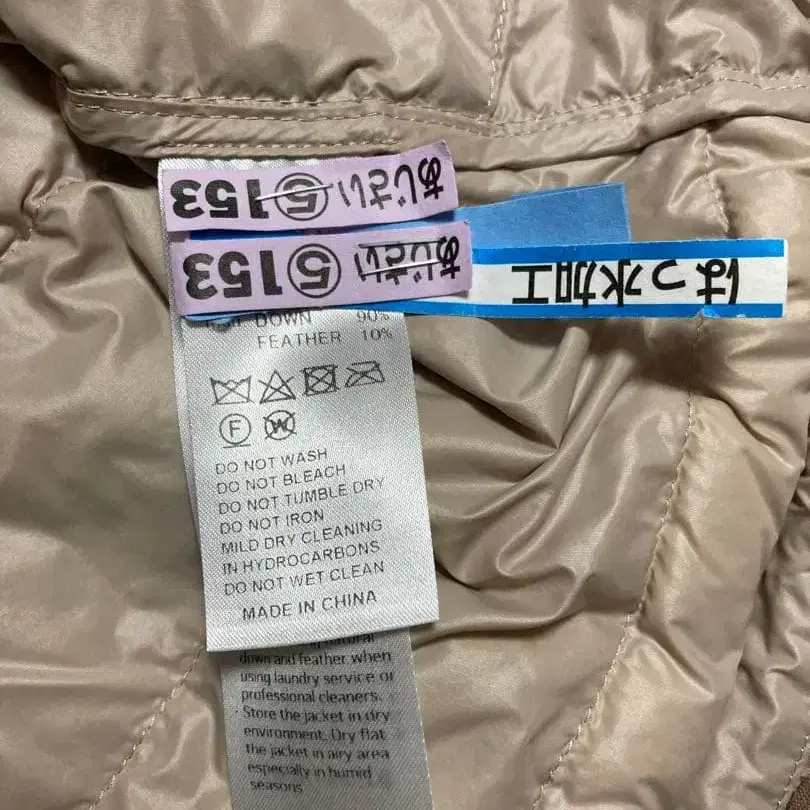 あじさい⑤153
あじさい⑤153
はっ水加工
DOWN 90%
FEATHER 10%
F
W
DO NOT WASH
DO NOT BLEACH
DO NOT TUMBLE DRY
DO NOT IRON
MILD DRY CLEANING
IN HYDROCARBONS
DO NOT WET CLEAN
MADE IN CHINA
natural
down and feather when
using laundry service or
professional cleaners.
· Store the jacket in dry
environment. Dry flat
the jacket in airy area
especially in humid
seasons